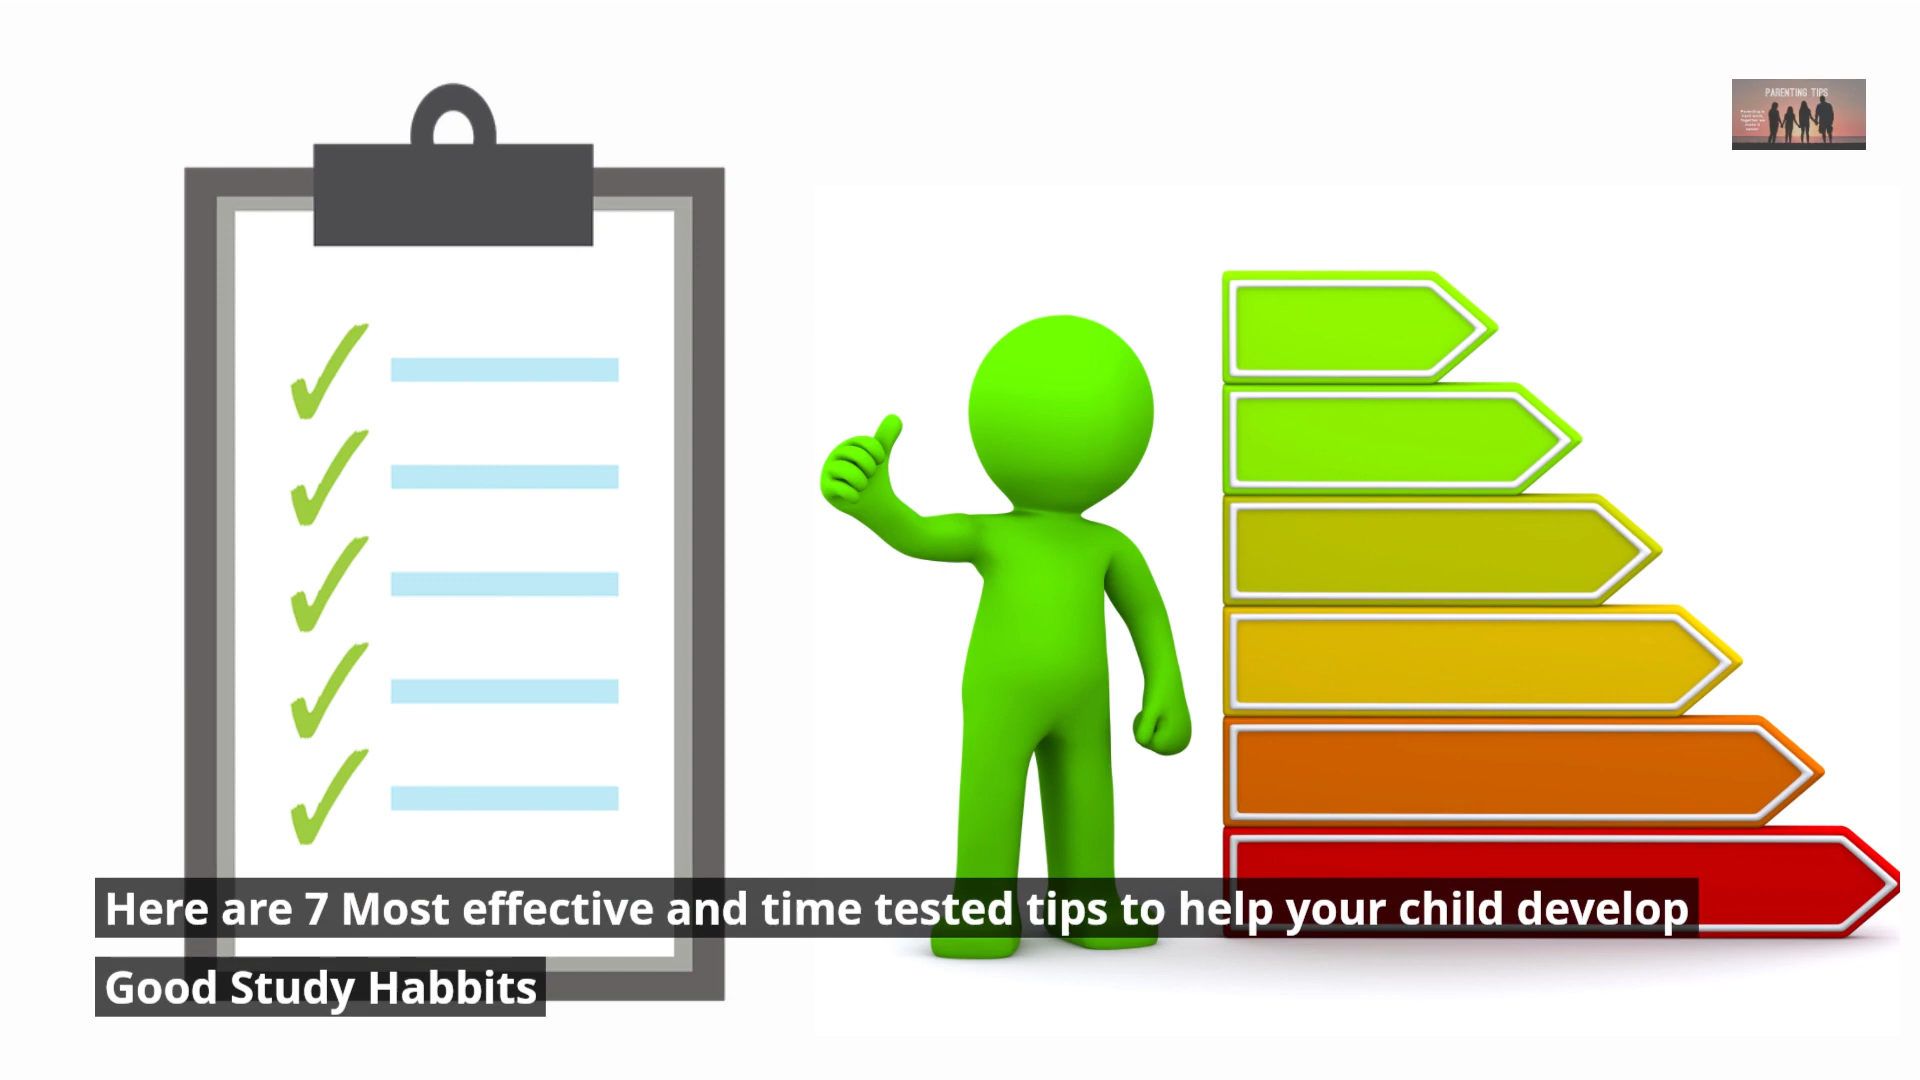 PARENTING TIPS
Here are 7 Most effective and time tested tips to help your child develop
Good Study Habbits